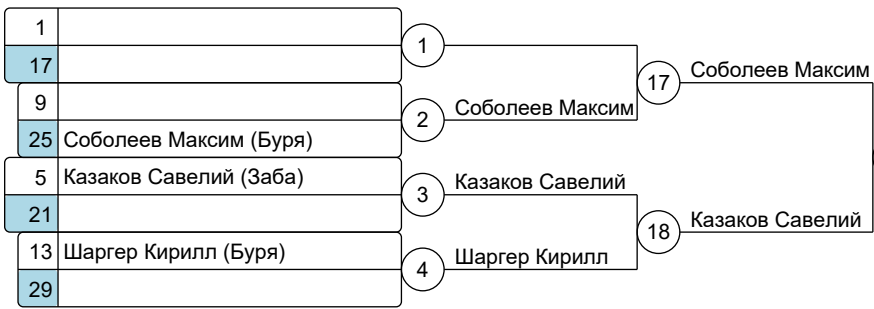 1
17
1
9
25 Соболеев Максим (Буря)
2
Соболеев Максим
17
Соболеев Максим
5 Казаков Савелий (Заба)
21
3
Казаков Савелий
13 Шаргер Кирилл (Буря)
29
4
Шаргер Кирилл
18
Казаков Савелий